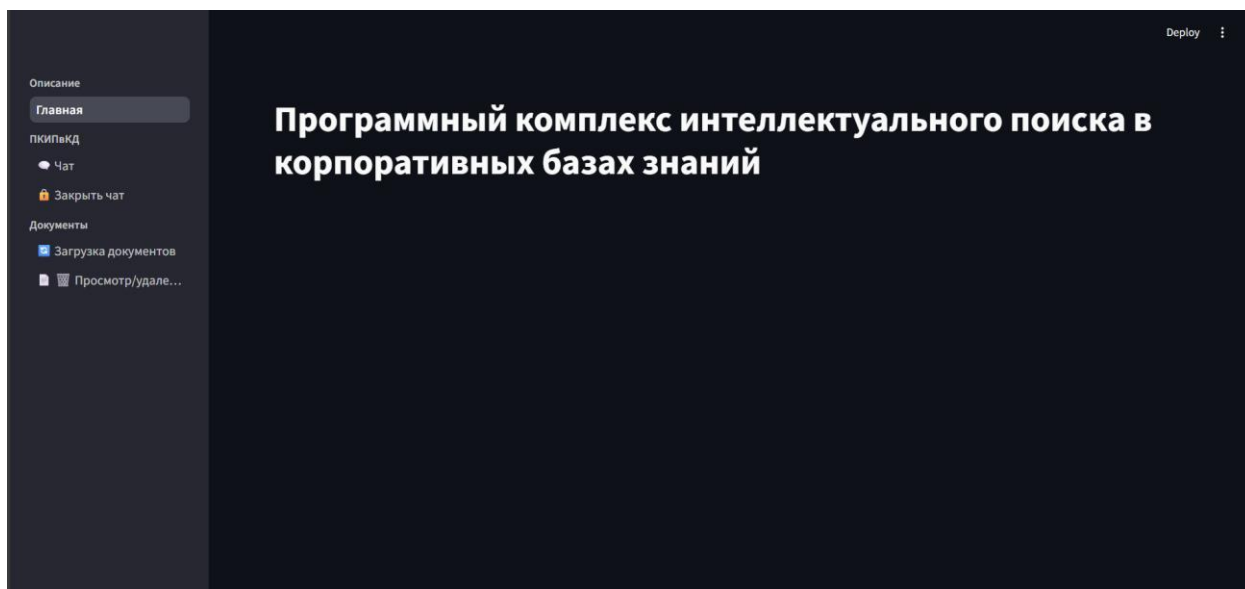 Deploy
Описание
Главная
ПКИПвКД
Чат
Закрыть чат
Документы
Загрузка документов
Просмотр/удале...
Программный комплекс интеллектуального поиска в
корпоративных базах знаний